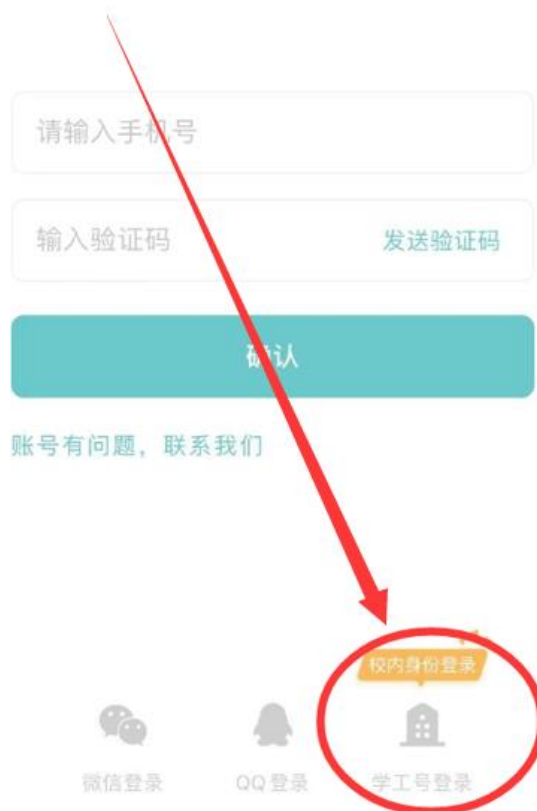 请输入手机号
输入验证码 发送验证码
确认
账号有问题，联系我们
校内身份登录
微信登录 QQ登录 学工号登录